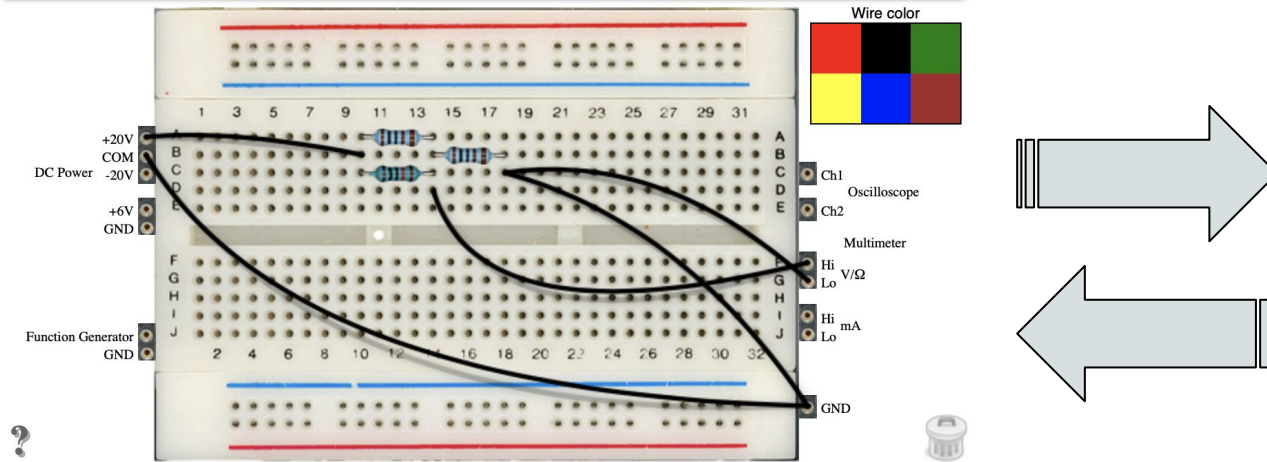 Wire color
1 3 5 7 9 11 13 15 17 19 21 23 25 27 29 31
A A
+20V
B B
COM
C C
DC Power
-20V
Ch1
D D
Oscilloscope
E E
+6V
Ch2
GND
Multimeter
F F
Hi
G G
V/Ω
Lo
H H
I I
Hi
mA
J J
Lo
Function Generator
GND
2 4 6 8 10 12 14 16 18 20 22 24 26 28 30 32
GND
?